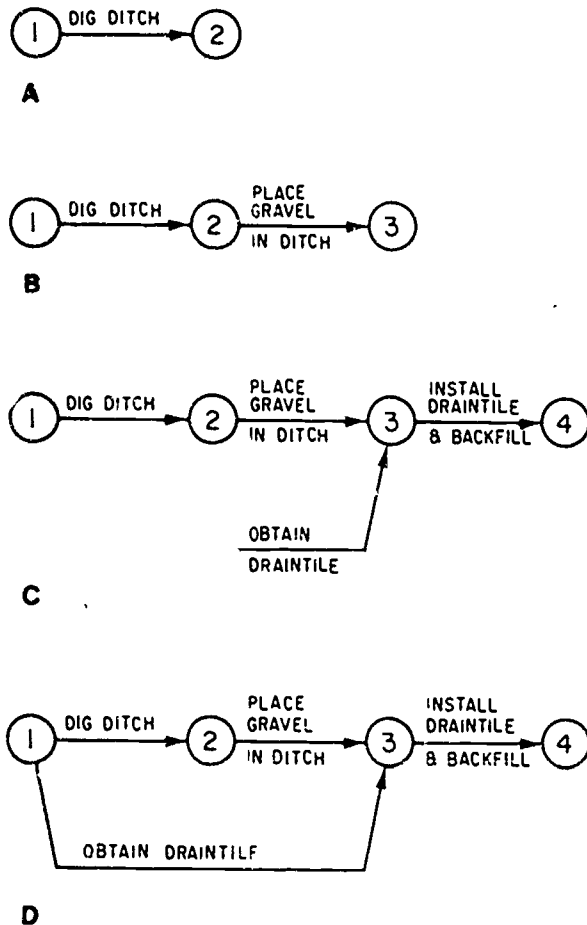 DIG DITCH
1 2
A
PLACE
DIG DITCH GRAVEL
1 2 3
IN DITCH
B
PLACE INSTALL
DIG DITCH GRAVEL DRAINTILE
1 2 3 4
IN DITCH & BACKFILL
OBTAIN
DRAINTILE
C
PLACE INSTALL
DIG DITCH GRAVEL DRAINTILE
1 2 3 4
IN DITCH & BACKFILL
OBTAIN DRAINTILE
D